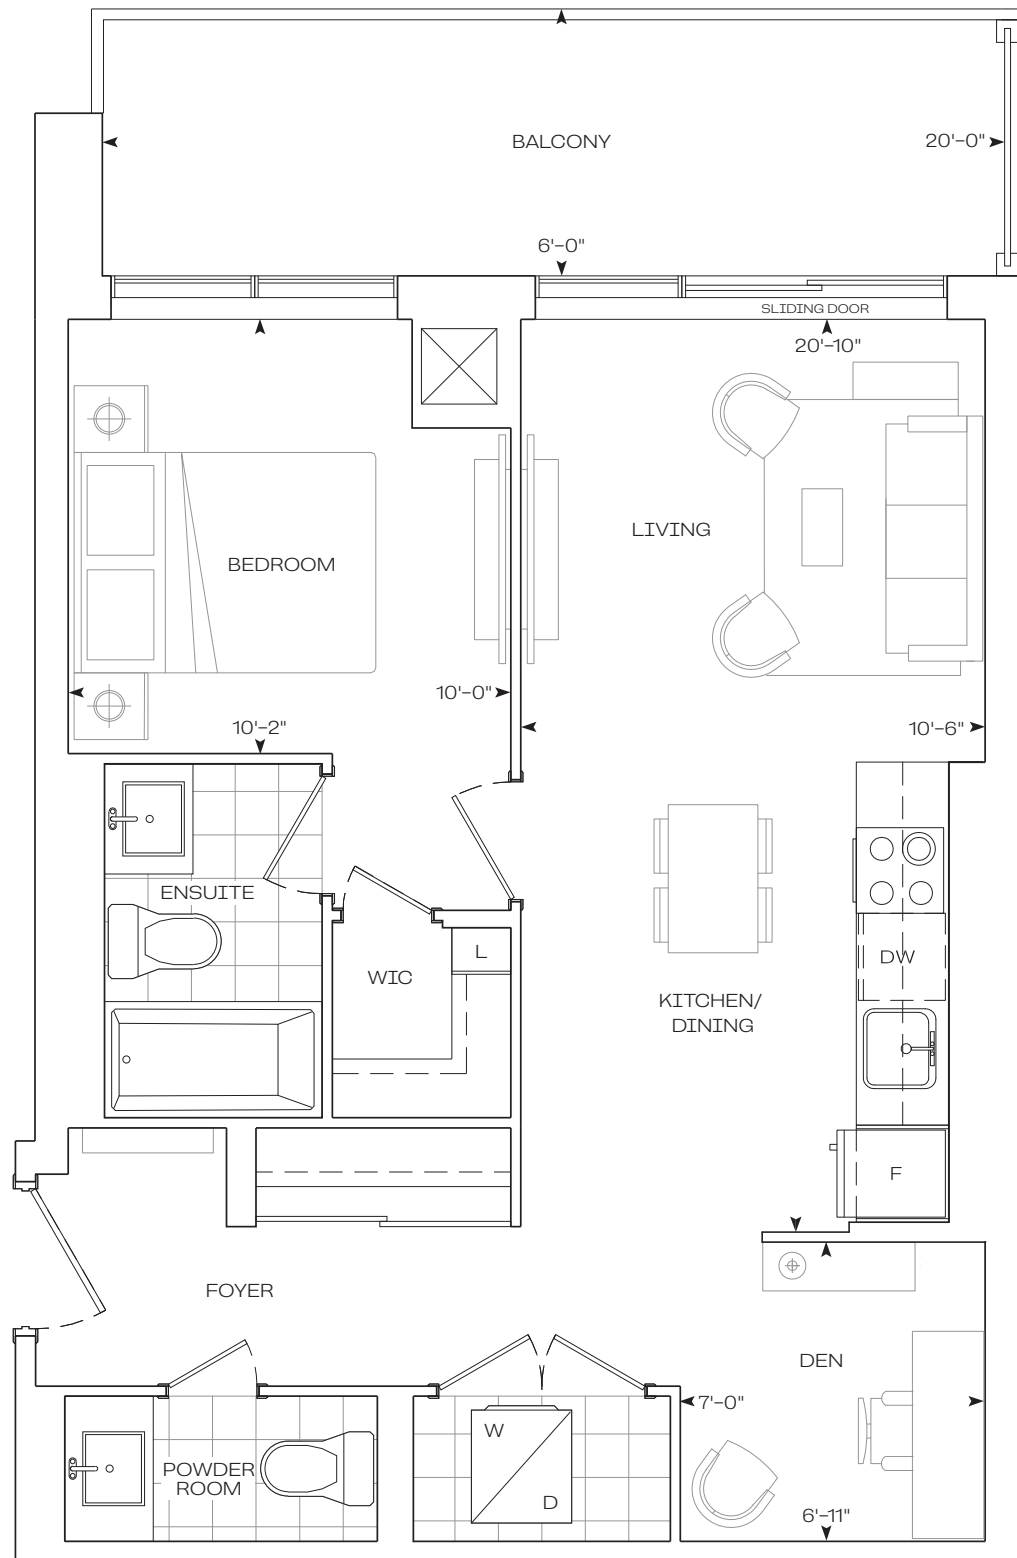 BALCONY
20'-0"
6'-0"
SLIDING DOOR
20'-10"
LIVING
BEDROOM
10'-0"
10'-2"
10'-6"
ENSUITE
DW
L
WIC
KITCHEN/
DINING
F
FOYER
DEN
7'-0"
W
POWDER
ROOM
D
6'-11"